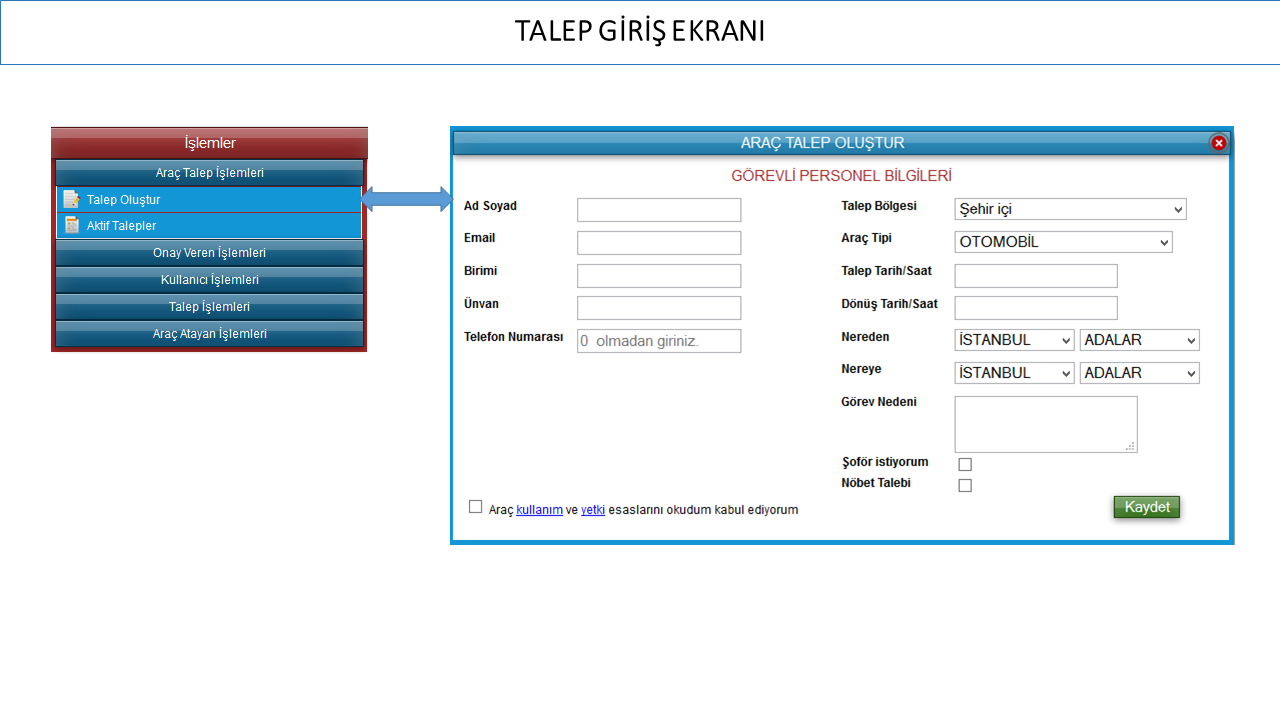 TALEP GİRİŞ EKRANI
İşlemler
Araç Talep İşlemleri
Talep Oluştur
Aktif Talepler
Onay Veren İşlemleri
Kullanıcı İşlemleri
Talep İşlemleri
Araç Atayan İşlemleri
ARAÇ TALEP OLUŞTUR
GÖREVLİ PERSONEL BİLGİLERİ
Ad Soyad
Email
Birimi
Ünvan
Telefon Numarası 0 olmadan giriniz.
Talep Bölgesi Şehir içi
Araç Tipi OTOMOBİL
Talep Tarih/Saat
Dönüş Tarih/Saat
Nereden İSTANBUL ADALAR
Nereye İSTANBUL ADALAR
Görev Nedeni
Şoför istiyorum
Nöbet Talebi
Araç kullanım ve yetki esaslarını okudum kabul ediyorum
Kaydet